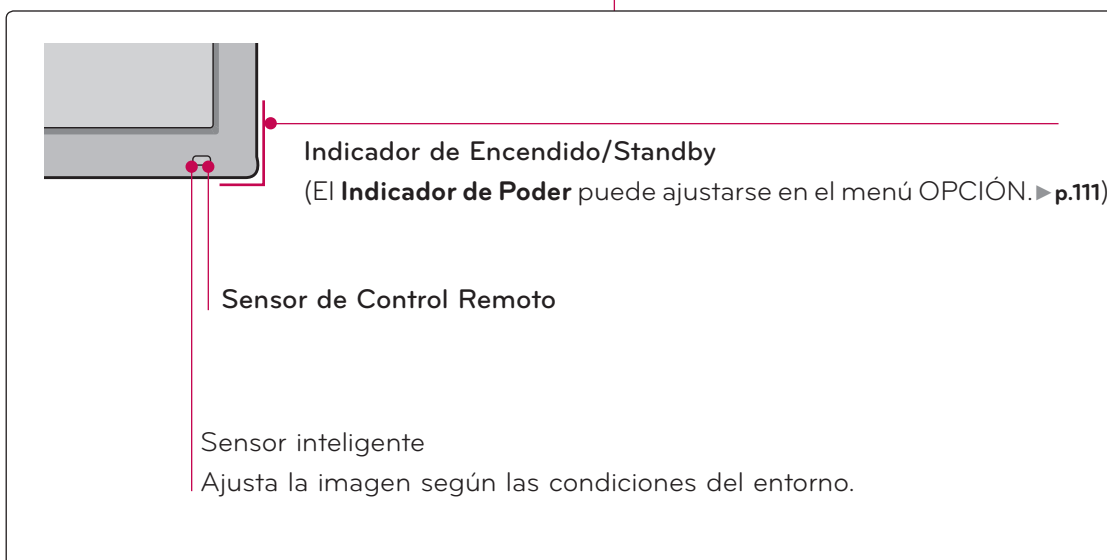 Indicador de Encendido/Standby
(El Indicador de Poder puede ajustarse en el menú OPCIÓN.►p.111)
Sensor de Control Remoto
Sensor inteligente
Ajusta la imagen según las condiciones del entorno.